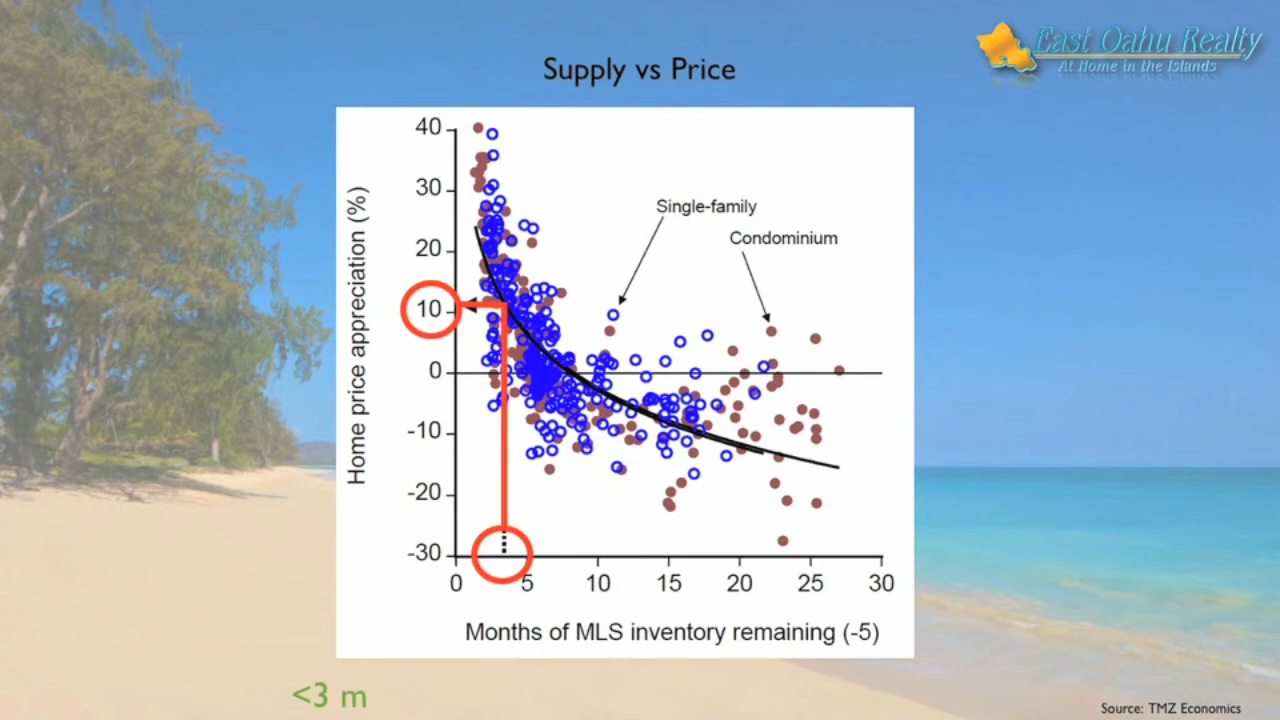 East Oahu Realty
At Home in the Islands
Supply vs Price
40
30
20
10
0
-10
-20
-30
Home price appreciation (%)
Single-family
Condominium
0 5 10 15 20 25 30
Months of MLS inventory remaining (-5)
<3 m
Source: TMZ Economics